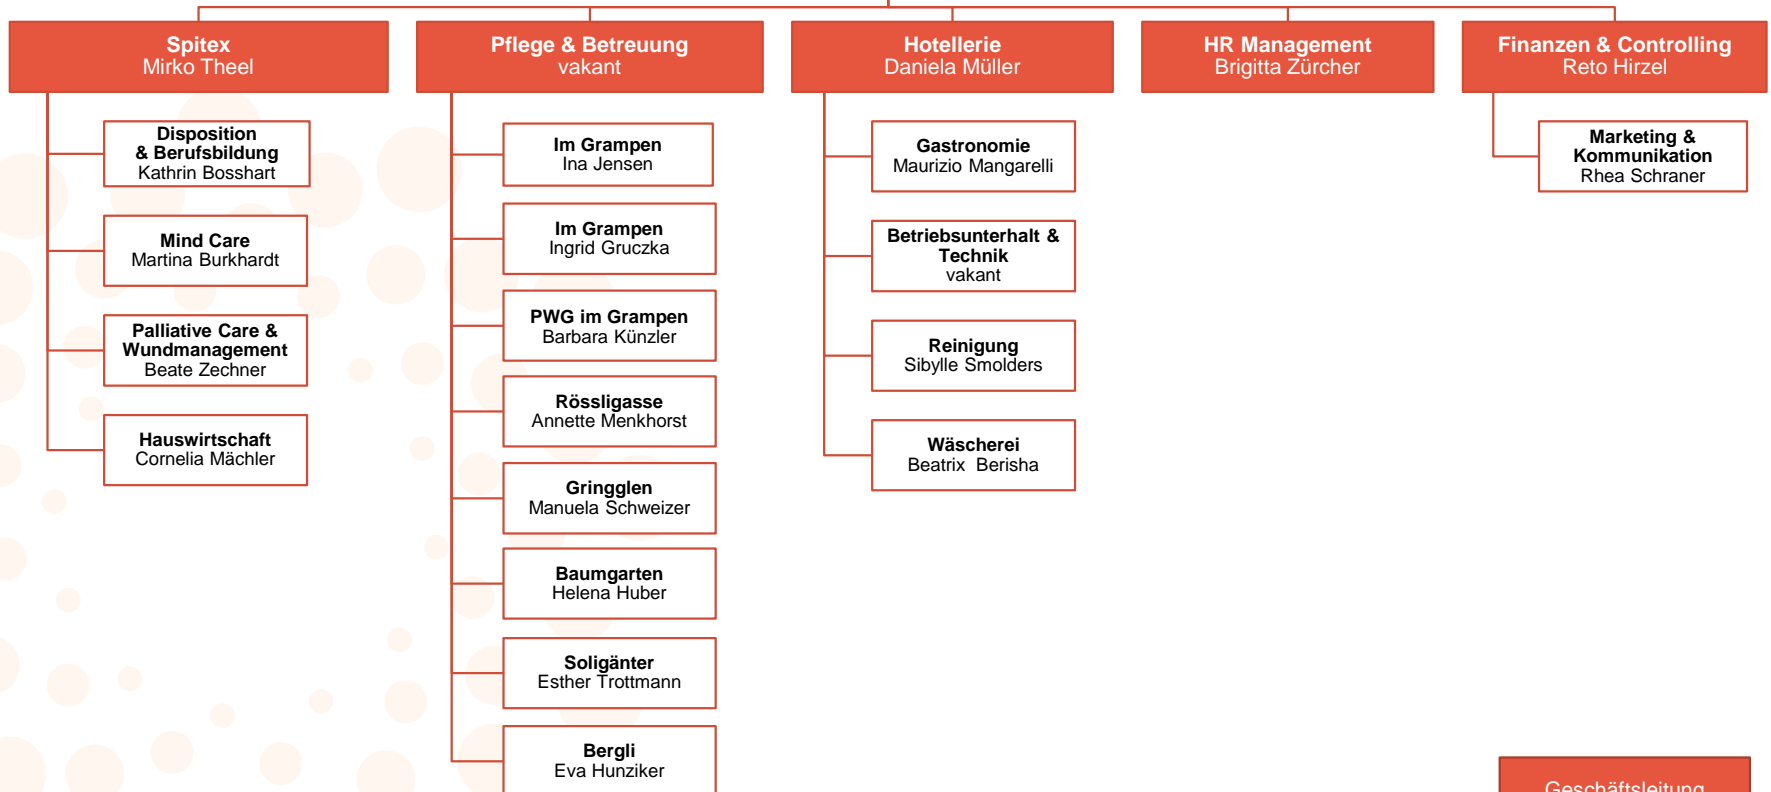 Spitex
Mirko Theel
Pflege & Betreuung
vakant
Hotellerie
Daniela Müller
HR Management
Brigitta Zürcher
Finanzen & Controlling
Reto Hirzel
Disposition
& Berufsbildung
Kathrin Bosshart
Mind Care
Martina Burkhardt
Palliative Care &
Wundmanagement
Beate Zechner
Hauswirtschaft
Cornelia Mächler
Im Grampen
Ina Jensen
Im Grampen
Ingrid Gruczka
PWG im Grampen
Barbara Künzler
Rössligasse
Annette Menkhorst
Gringglen
Manuela Schweizer
Baumgarten
Helena Huber
Soligänter
Esther Trottmann
Bergli
Eva Hunziker
Gastronomie
Maurizio Mangarelli
Betriebsunterhalt &
Technik
vakant
Reinigung
Sibylle Smolders
Wäscherei
Beatrix Berisha
Marketing &
Kommunikation
Rhea Schraner
Geschäftsleitung